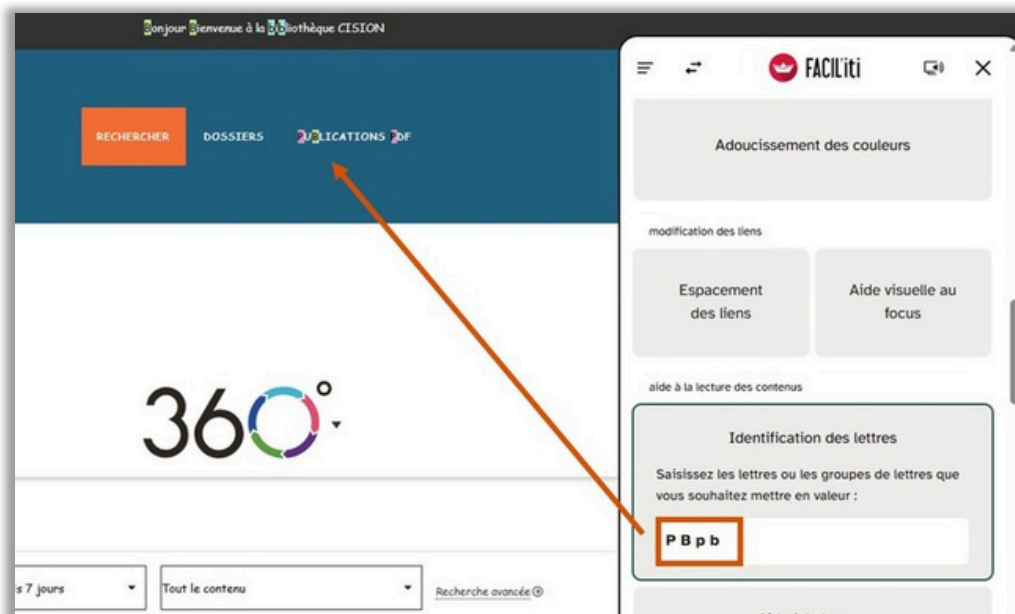 Bonjour Bienvenue à la Bibliothèque CISION
RECHERCHER DOSSIERS PUBLICATIONS PDF
360°
7 jours
Tout le contenu
Recherche avancée
FACIL'iti
Adoucissement des couleurs
modification des liens
Espacement
des liens
Aide visuelle au
focus
aide à la lecture des contenus
Identification des lettres
Saisissez les lettres ou les groupes de lettres que
vous souhaitez mettre en valeur :
P B p b